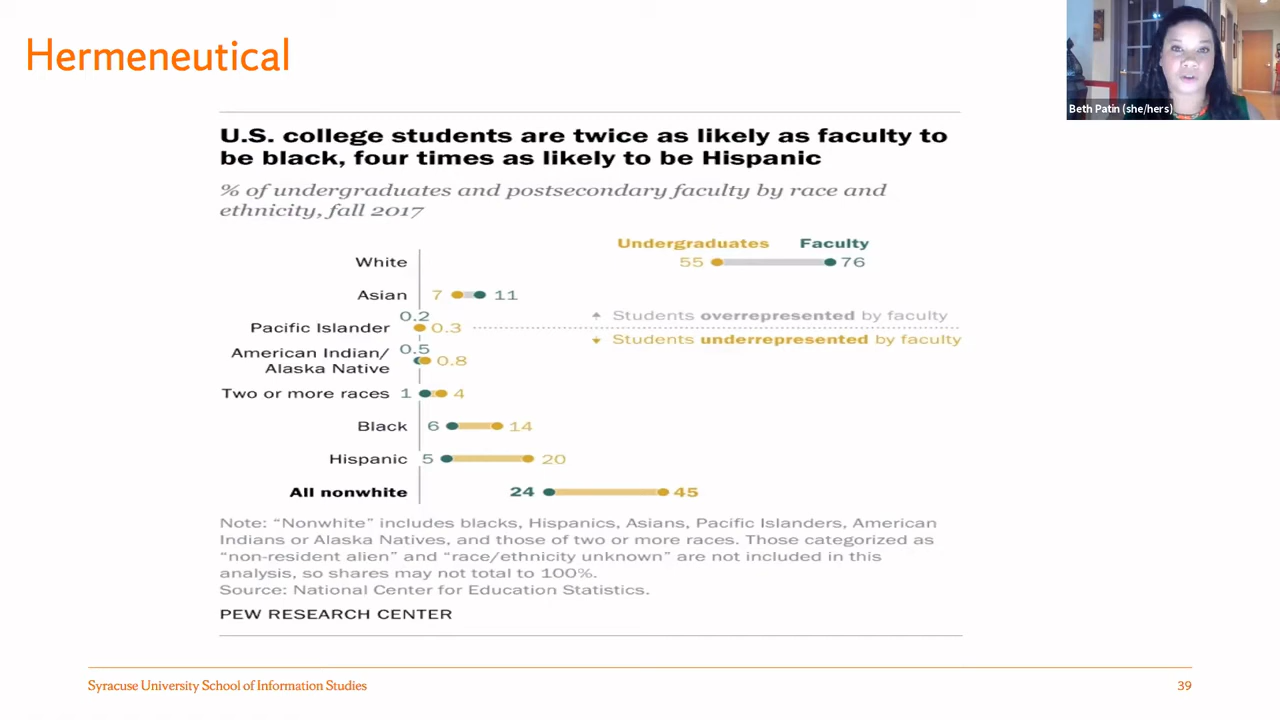 Hermeneutical
Beth Patin (she/hers)
U.S. college students are twice as likely as faculty to
be black, four times as likely to be Hispanic
% of undergraduates and postsecondary faculty by race and
ethnicity, fall 2017
Undergraduates Faculty
White 55 76
Asian 7 11
0.2
Students overrepresented by faculty
Pacific Islander 0.3
Students underrepresented by faculty
American Indian/ 0.5
Alaska Native 0.8
Two or more races 1 4
Black 6 14
Hispanic 5 20
All nonwhite 24 45
Note: “Nonwhite” includes blacks, Hispanics, Asians, Pacific Islanders, American
Indians or Alaska Natives, and those of two or more races. Those categorized as
“non-resident alien” and “race/ethnicity unknown” are not included in this
analysis, so shares may not total to 100%.
Source: National Center for Education Statistics.
PEW RESEARCH CENTER
Syracuse University School of Information Studies 39